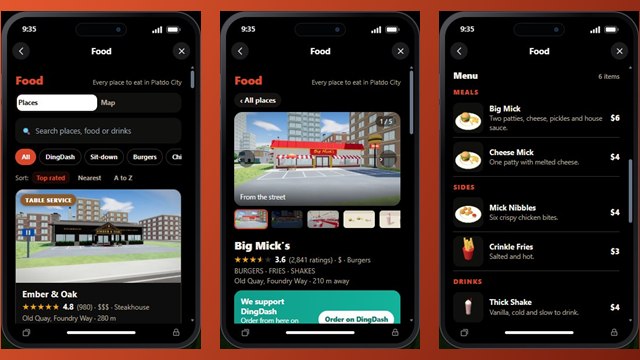 9:35
Food
Food
Every place to eat in Platdo City
Places
Map
Search places, food or drinks
All
DingDash
Sit-down
Burgers
Chi
Sort:
Top rated
Nearest
A to Z
TABLE SERVICE
EMBER & OAK
Ember & Oak
4.8 (980) · $$$ · Steakhouse
Old Quay, Foundry Way · 280 m
9:35
Food
Food
Every place to eat in Platdo City
‹ All places
1 / 5
Big Mick's
From the street
Big Mick's
3.6 (2,841 ratings) · $ · Burgers
BURGERS · FRIES · SHAKES
Old Quay, Foundry Way · 210 m away
We support
DingDash
Order from here on
Order on DingDash
9:35
Food
Menu
6 items
MEALS
Big Mick
Two patties, cheese, pickles and house
sauce.
$6
Cheese Mick
One patty with melted cheese.
$4
SIDES
Mick Nibbles
Six crispy chicken bites.
$4
Crinkle Fries
Salted and hot.
$3
DRINKS
Thick Shake
Vanilla, cold and slow to drink.
$4